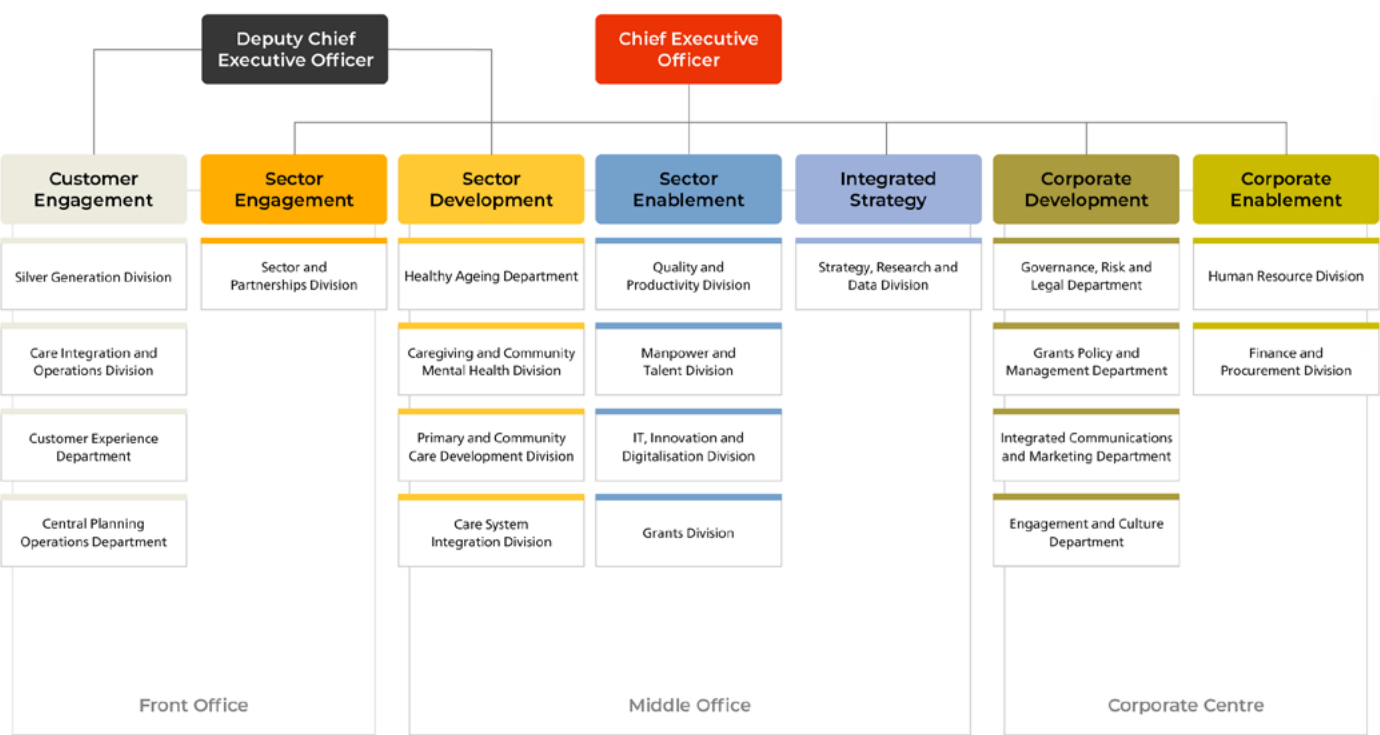 Deputy Chief
Executive Officer
Chief Executive
Officer
Customer
Engagement
Silver Generation Division
Care Integration and
Operations Division
Customer Experience
Department
Central Planning
Operations Department
Sector
Engagement
Sector and
Partnerships Division
Sector
Development
Healthy Ageing Department
Caregiving and Community
Mental Health Division
Primary and Community
Care Development Division
Care System
Integration Division
Sector
Enablement
Quality and
Productivity Division
Manpower and
Talent Division
IT, Innovation and
Digitalisation Division
Grants Division
Integrated
Strategy
Strategy, Research and
Data Division
Corporate
Development
Governance, Risk and
Legal Department
Grants Policy and
Management Department
Integrated Communications
and Marketing Department
Engagement and Culture
Department
Corporate
Enablement
Human Resource Division
Finance and
Procurement Division
Front Office
Middle Office
Corporate Centre